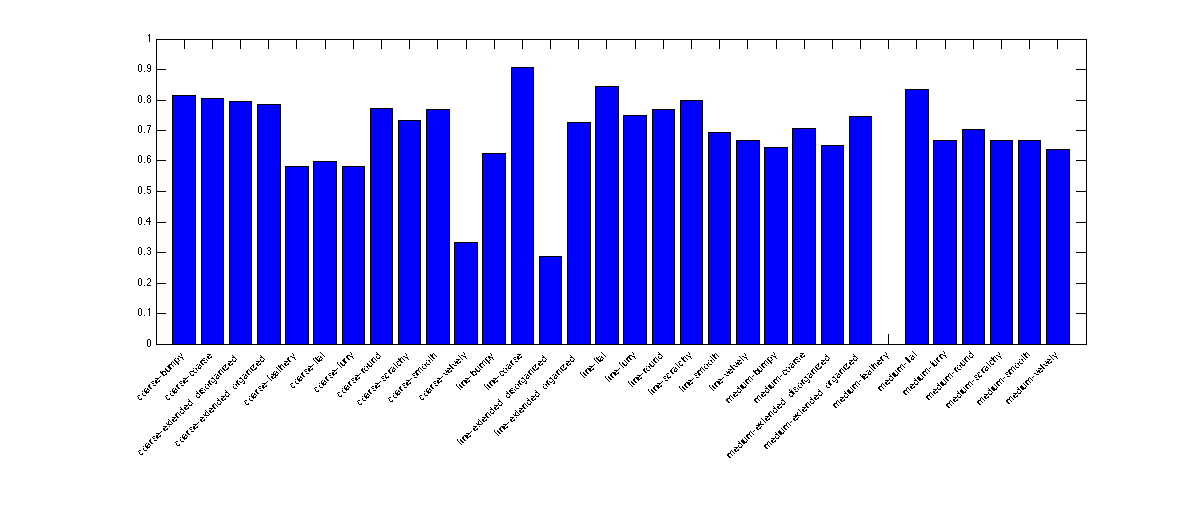 1
0.9
0.8
0.7
0.6
0.5
0.4
0.3
0.2
0.1
0
coarse-bumpy
coarse-coarse
coarse-extended disorganized
coarse-extended organized
coarse-feathery
coarse-flat
coarse-furry
coarse-round
coarse-scratchy
coarse-smooth
coarse-velvety
fine-bumpy
fine-coarse
fine-extended disorganized
fine-extended organized
fine-flat
fine-furry
fine-round
fine-scratchy
fine-smooth
fine-velvety
medium-bumpy
medium-coarse
medium-extended disorganized
medium-extended organized
medium-feathery
medium-flat
medium-furry
medium-round
medium-scratchy
medium-smooth
medium-velvety